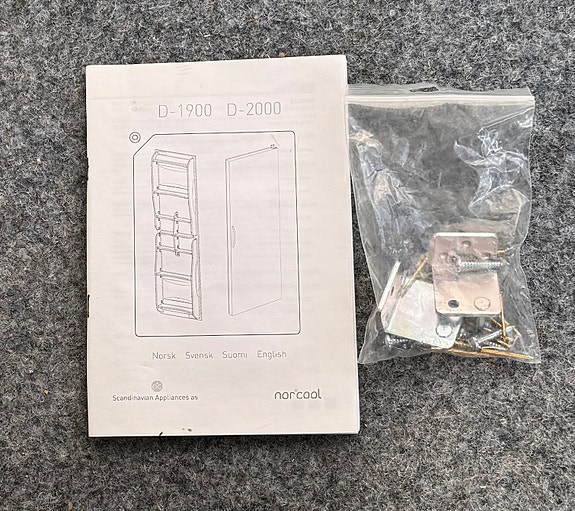 D-1900 D-2000
Norsk Svensk Suomi English
Scandinavian Appliances as
norcool